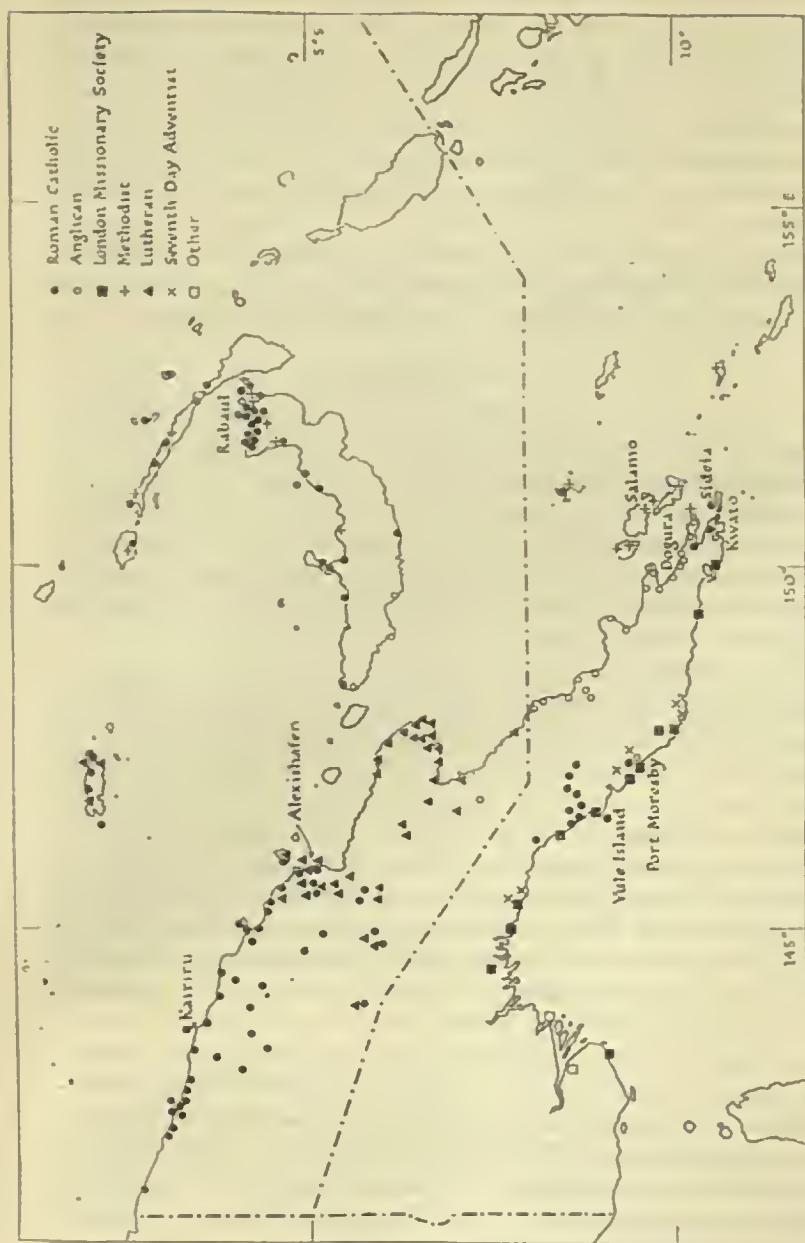 Roman Catholic
Anglican
London Missionary Society
Methodist
Lutheran
Seventh Day Adventist
Other
5°S
10°
155° E
150°
145°
Kairiru
Alexishafen
Rabaul
Yule Island
Port Moresby
Dogura
Salamo
Sideia
Kwato